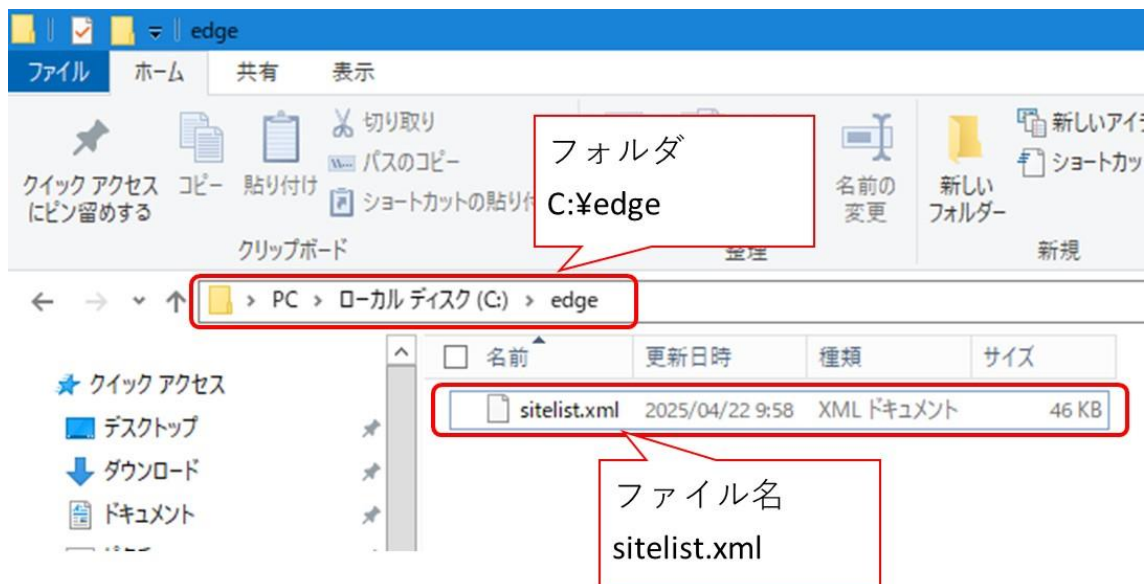 edge
ファイル ホーム 共有 表示
クイック アクセス
にピン留めする
コピー
貼り付け
切り取り
パスのコピー
ショートカットの貼り付
クリップボード
フォルダ
C:¥edge
整理
名前の
変更
新しい
フォルダー
新しいアイ
ショートカッ
新規
PC > ローカル ディスク (C:) > edge
クイック アクセス
デスクトップ
ダウンロード
ドキュメント
名前 更新日時 種類 サイズ
sitelist.xml 2025/04/22 9:58 XML ドキュメント 46 KB
ファイル名
sitelist.xml